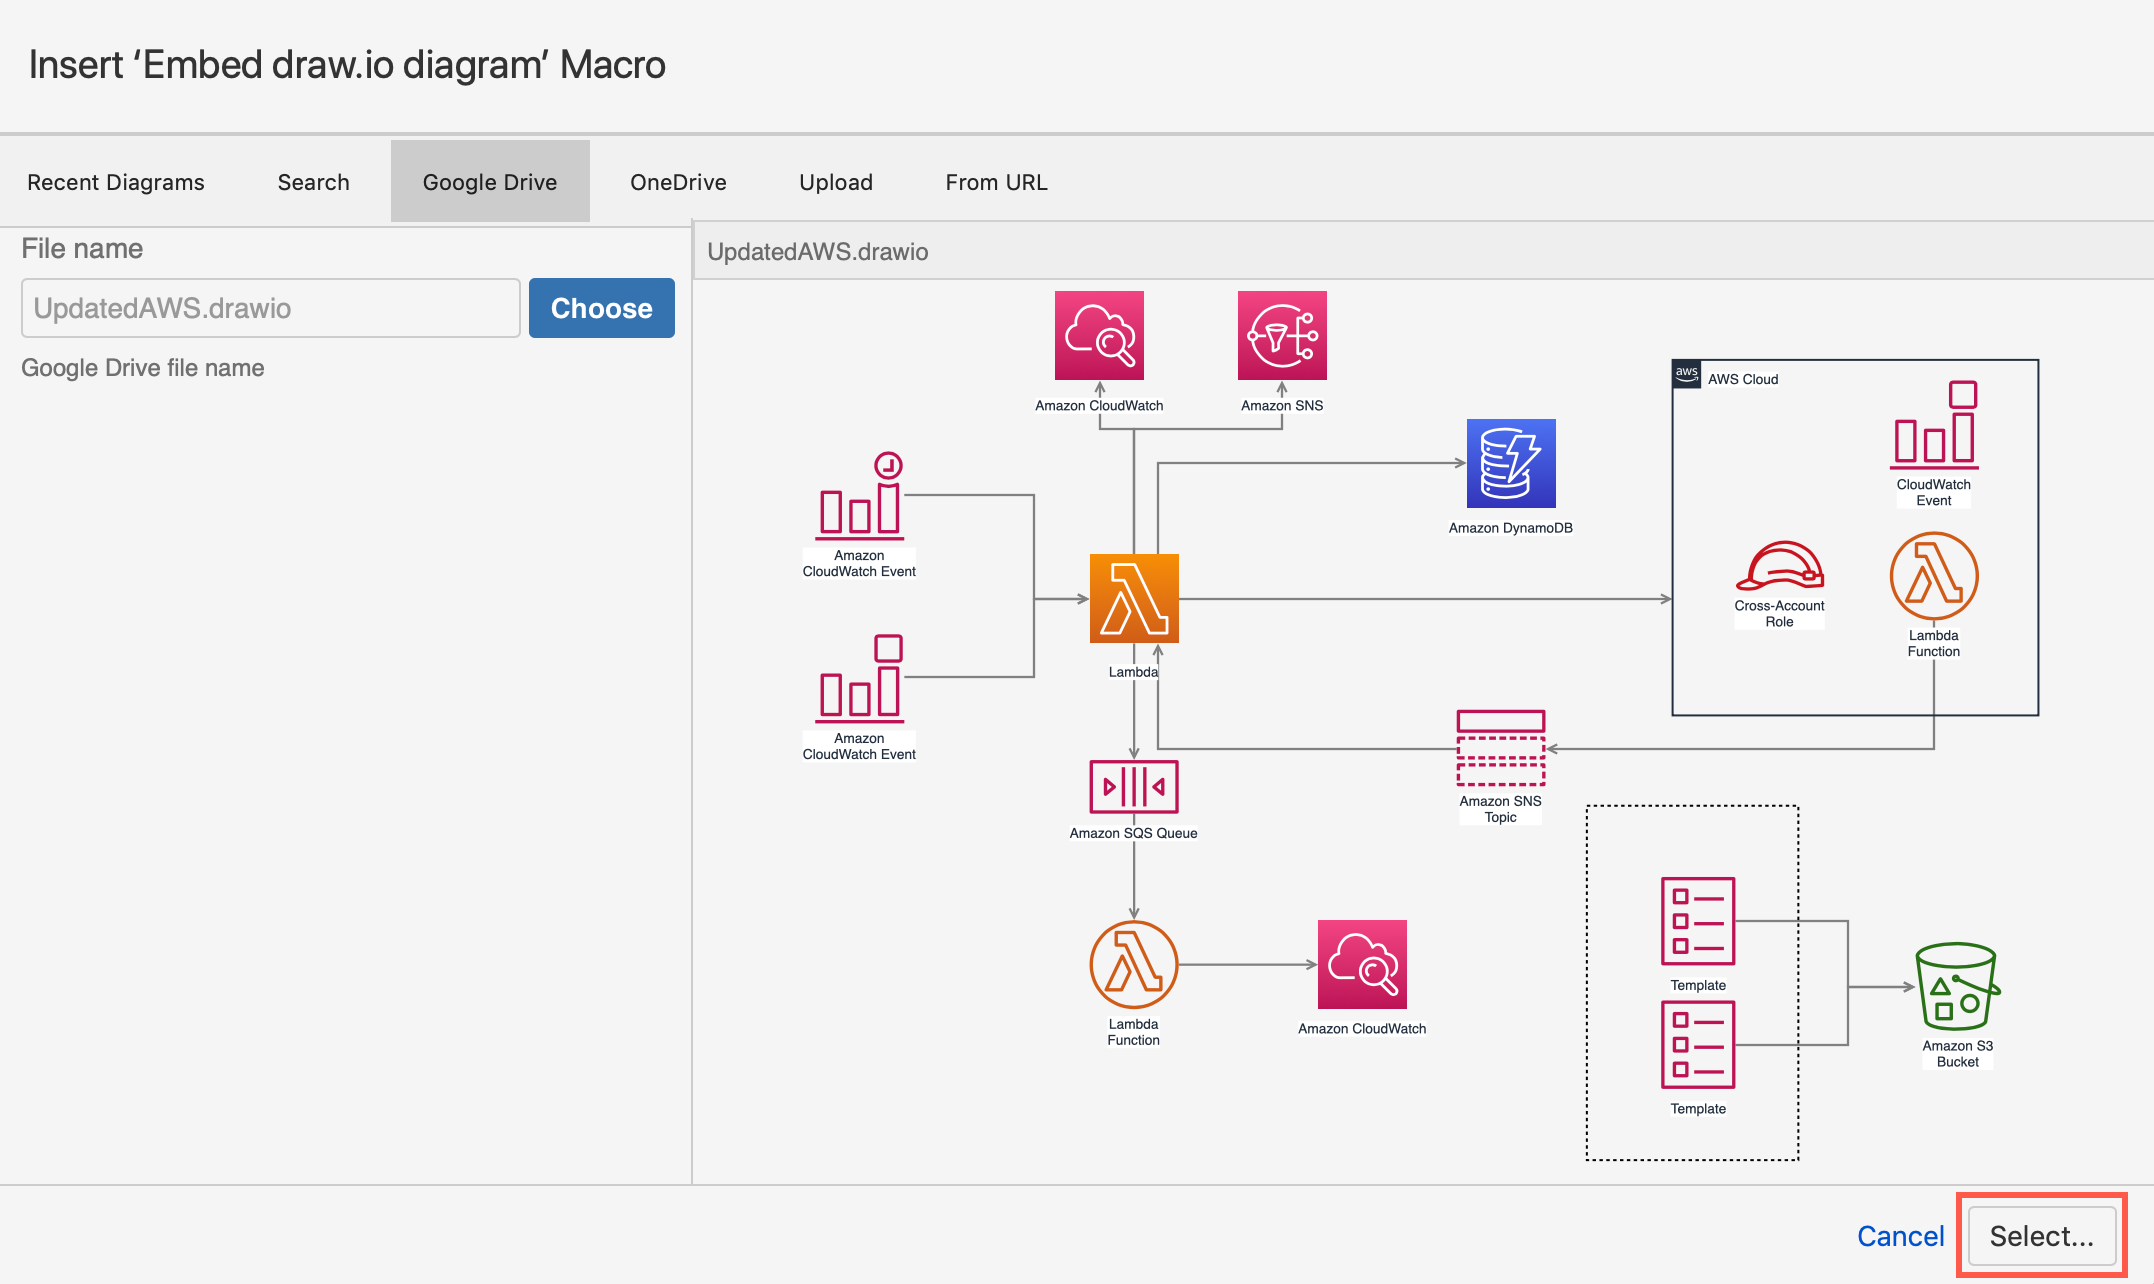 Insert ‘Embed draw.io diagram’ Macro
Recent Diagrams
Search
Google Drive
OneDrive
Upload
From URL
File name
UpdatedAWS.drawio
Choose
Google Drive file name
UpdatedAWS.drawio
Amazon CloudWatch
Amazon SNS
aws
AWS Cloud
CloudWatch
Event
Amazon DynamoDB
Amazon
CloudWatch Event
Cross-Account
Role
Lambda
Function
Lambda
Amazon
CloudWatch Event
Amazon SNS
Topic
Amazon SQS Queue
Template
Lambda
Function
Amazon CloudWatch
Amazon S3
Bucket
Template
Cancel
Select...